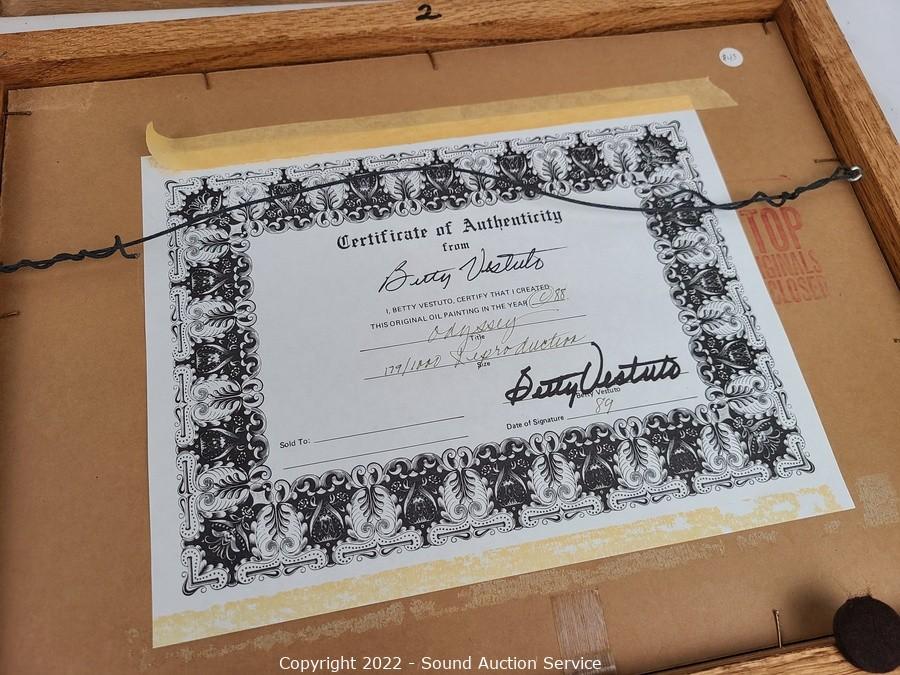 2
Certificate of Authenticity
from
Betty Vestuto
I, BETTY VESTUTO, CERTIFY THAT I CREATED
THIS ORIGINAL OIL PAINTING IN THE YEAR © 88
Odyssey
Title
179/1000 Reproduction
Size
Betty Vestuto
Betty Vestuto
89
Date of Signature
Sold To:
TOP
GINALS
CLOSED
Copyright 2022 - Sound Auction Service